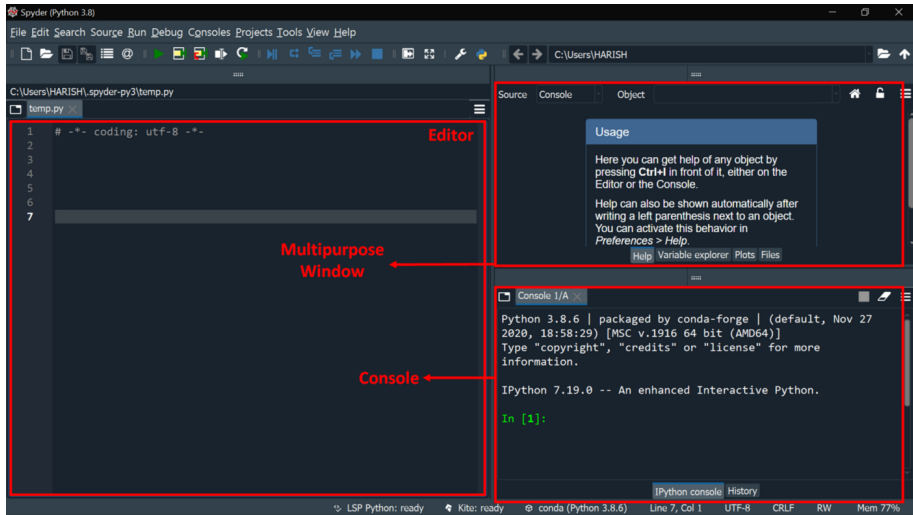 Spyder (Python 3.8)
File Edit Search Source Run Debug Consoles Projects Tools View Help
C:\Users\HARISH
C:\Users\HARISH\.spyder-py3\temp.py
temp.py
1 # -*- coding: utf-8 -*-
2
3
4
5
6
7
Editor
Source Console Object
Usage
Here you can get help of any object by
pressing Ctrl+I in front of it, either on the
Editor or the Console.
Help can also be shown automatically after
writing a left parenthesis next to an object.
You can activate this behavior in
Preferences > Help.
Help Variable explorer Plots Files
Multipurpose
Window
Console 1/A
Python 3.8.6 | packaged by conda-forge | (default, Nov 27
2020, 18:58:29) [MSC v.1916 64 bit (AMD64)]
Type "copyright", "credits" or "license" for more
information.
IPython 7.19.0 -- An enhanced Interactive Python.
In [1]:
Console
IPython console History
LSP Python: ready Kite: ready conda (Python 3.8.6) Line 7, Col 1 UTF-8 CRLF RW Mem 77%